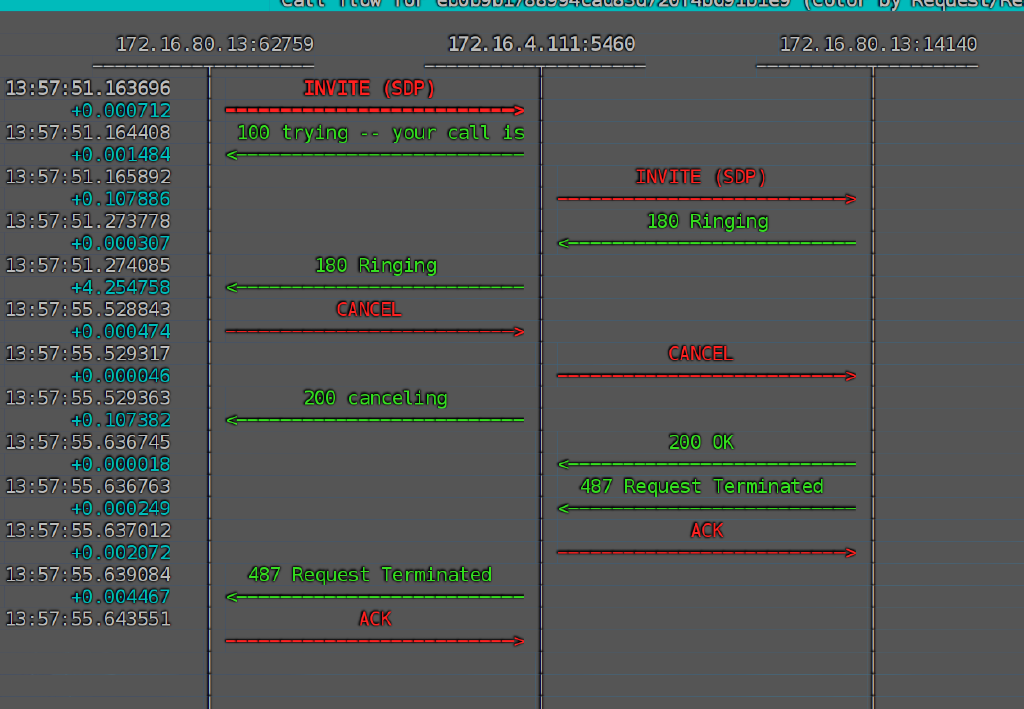 Call flow for (Color by Request/Re
172.16.80.13:62759 172.16.4.111:5460 172.16.80.13:14140
13:57:51.163696 INVITE (SDP)
+0.000712
13:57:51.164408 100 trying -- your call is
+0.001484
13:57:51.165892 INVITE (SDP)
+0.107886
13:57:51.273778 180 Ringing
+0.000307
13:57:51.274085 180 Ringing
+4.254758
13:57:55.528843 CANCEL
+0.000474
13:57:55.529317 CANCEL
+0.000046
13:57:55.529363 200 canceling
+0.107382
13:57:55.636745 200 OK
+0.000018
13:57:55.636763 487 Request Terminated
+0.000249
13:57:55.637012 ACK
+0.002072
13:57:55.639084 487 Request Terminated
+0.004467
13:57:55.643551 ACK